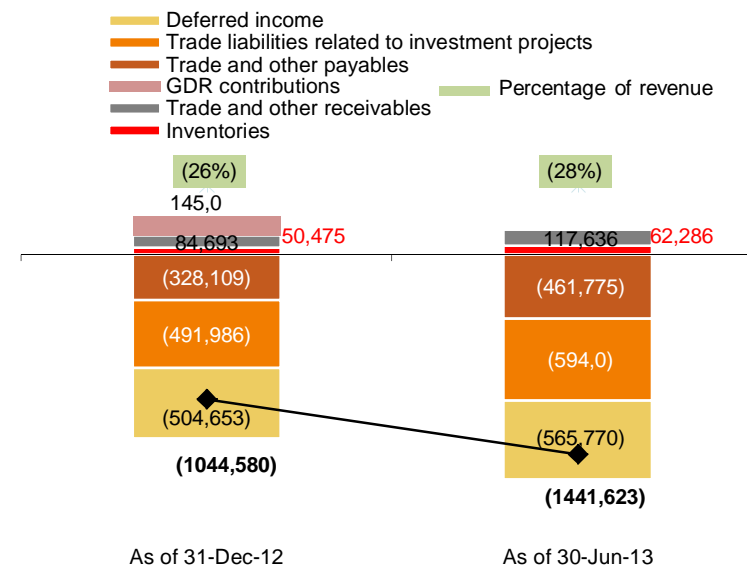 Deferred income
Trade liabilities related to investment projects
Trade and other payables
GDR contributions
Percentage of revenue
Trade and other receivables
Inventories
(26%)
(28%)
145,0
84,693
50,475
117,636
62,286
(328,109)
(461,775)
(491,986)
(594,0)
(504,653)
(565,770)
(1044,580)
(1441,623)
As of 31-Dec-12
As of 30-Jun-13